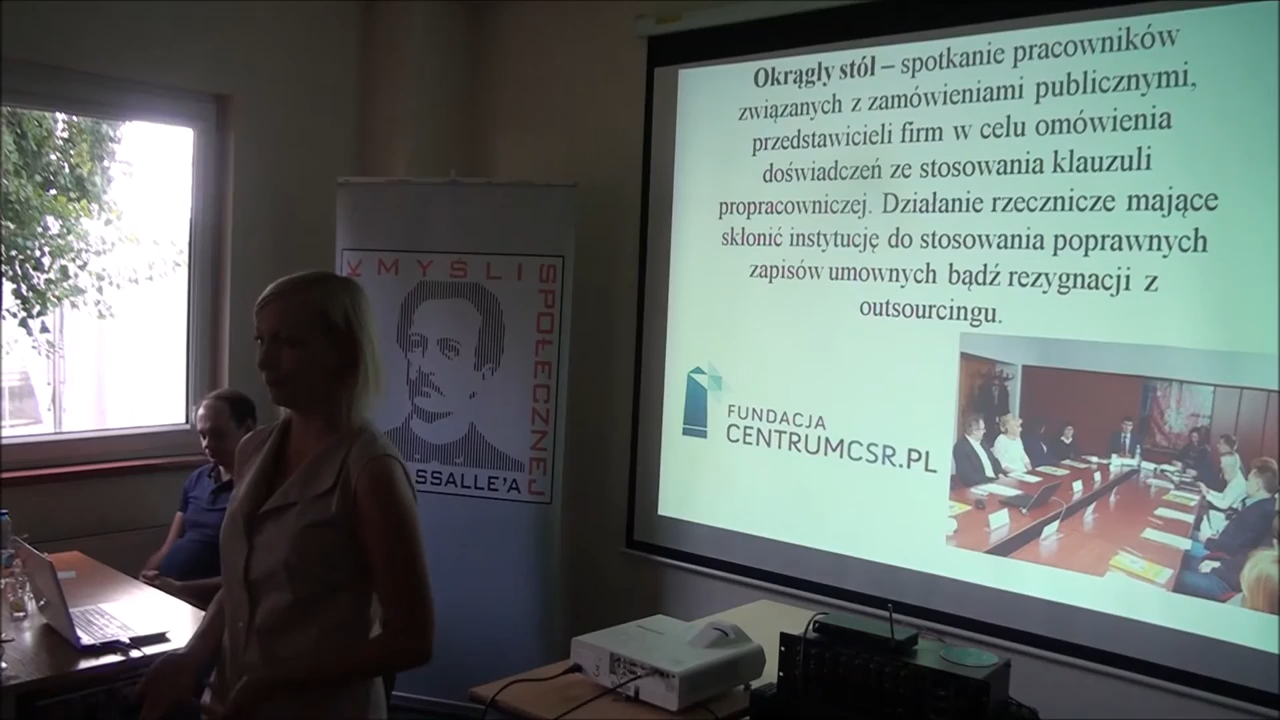 Okrągły stół – spotkanie pracowników
związanych z zamówieniami publicznymi,
przedstawicieli firm w celu omówienia
doświadczeń ze stosowania klauzuli
propracowniczej. Działanie rzecznicze mające
skłonić instytucję do stosowania poprawnych
zapisów umownych bądź rezygnacji z
outsourcingu.
FUNDACJA
CENTRUMCSR.PL
MYŚLI
SPOŁECZNEJ
SSALLE'A